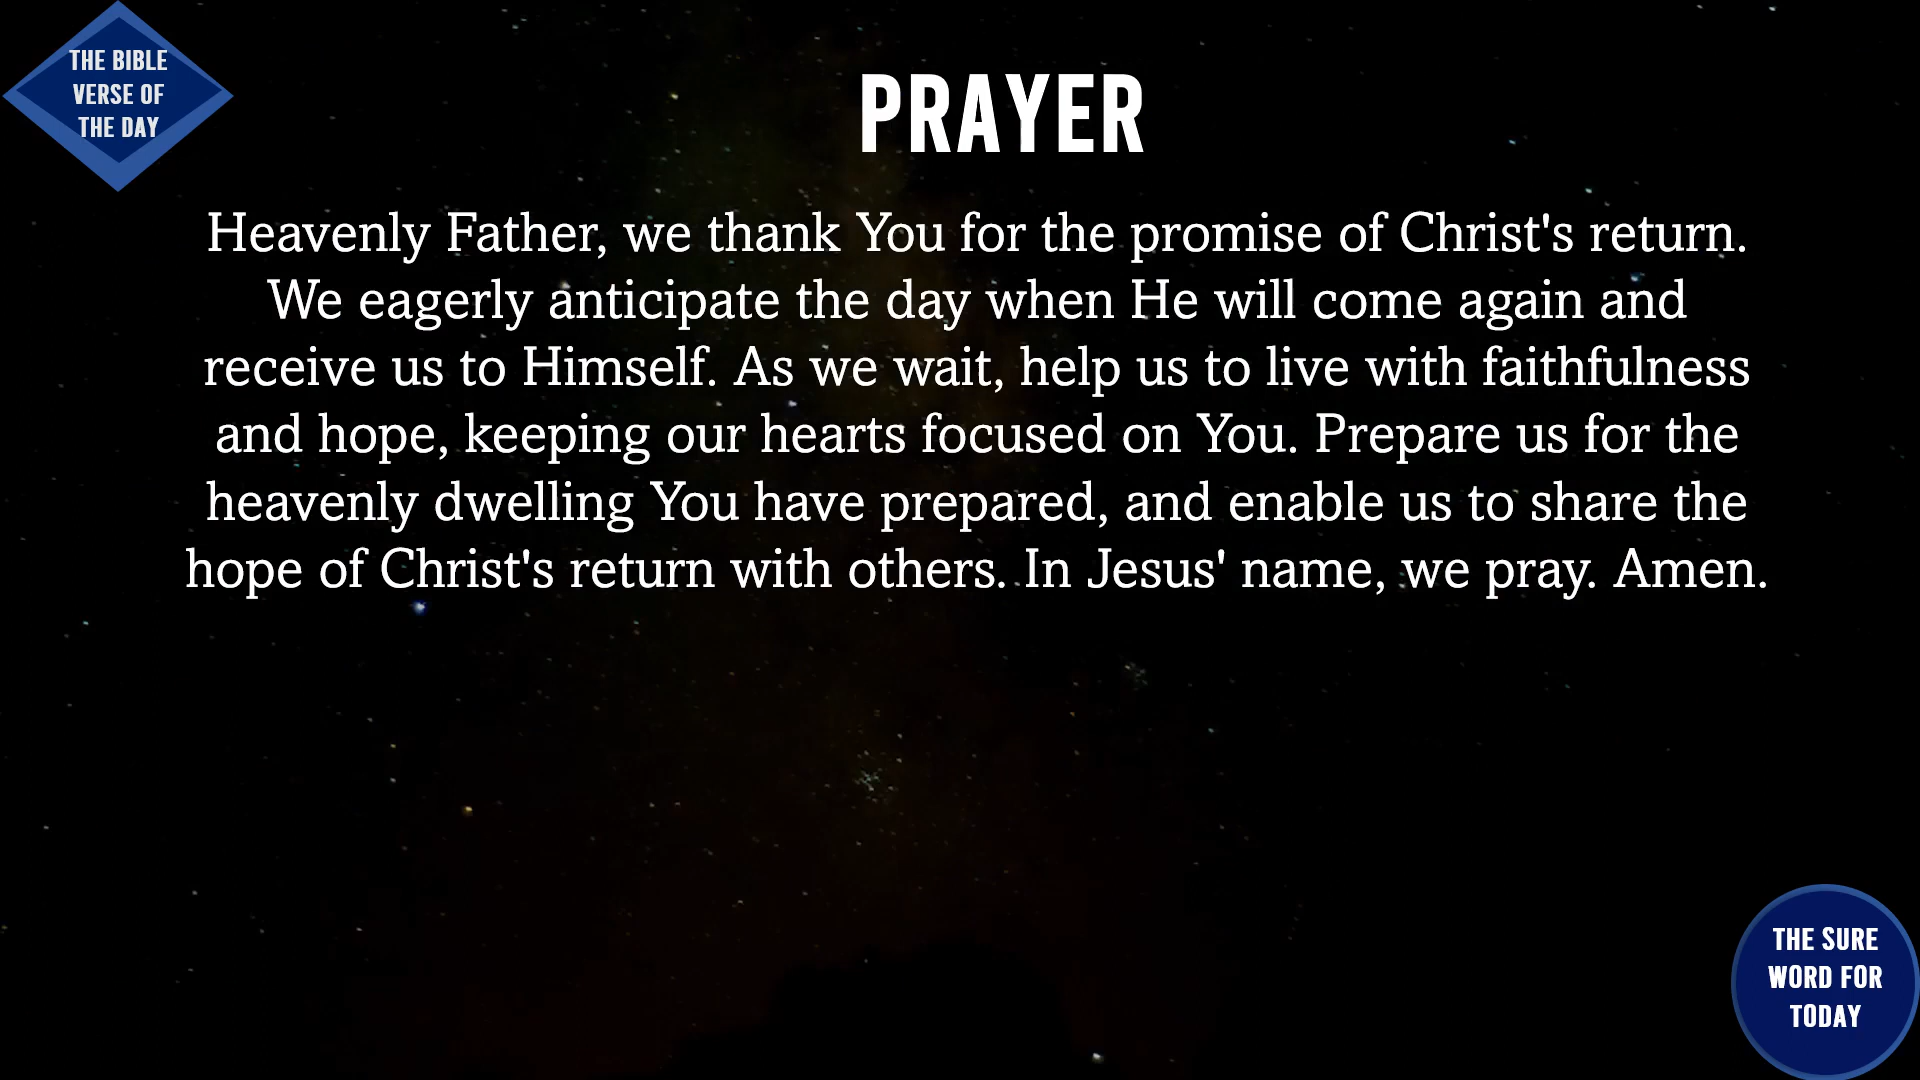 THE BIBLE
VERSE OF
THE DAY
PRAYER
Heavenly Father, we thank You for the promise of Christ's return.
We eagerly anticipate the day when He will come again and
receive us to Himself. As we wait, help us to live with faithfulness
and hope, keeping our hearts focused on You. Prepare us for the
heavenly dwelling You have prepared, and enable us to share the
hope of Christ's return with others. In Jesus' name, we pray. Amen.
THE SURE
WORD FOR
TODAY